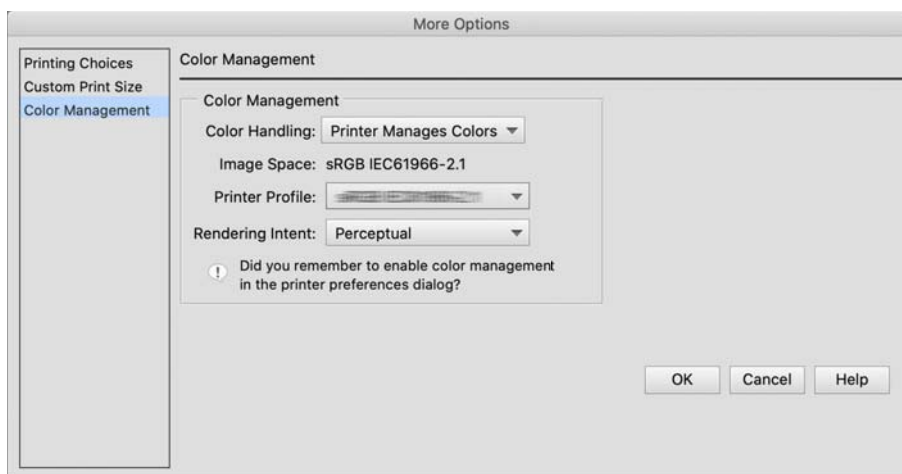 More Options
Printing Choices
Custom Print Size
Color Management
Color Management
Color Management
Color Handling: Printer Manages Colors
Image Space: sRGB IEC61966-2.1
Printer Profile:
Rendering Intent: Perceptual
! Did you remember to enable color management
in the printer preferences dialog?
OK Cancel Help